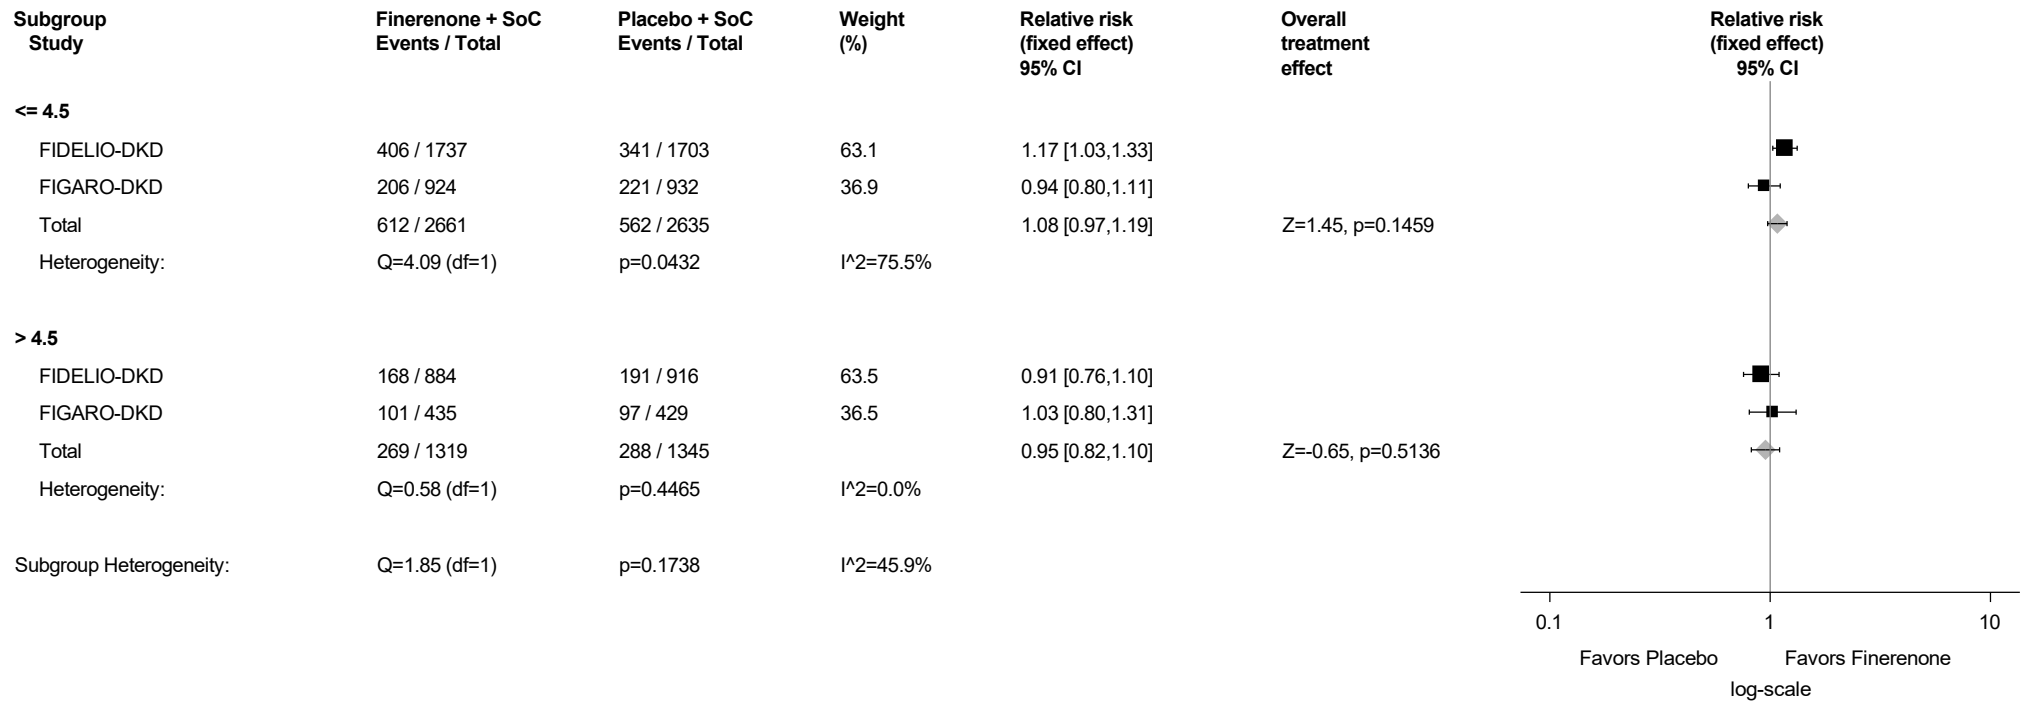 Subgroup Finerenone + SoC Placebo + SoC Weight Relative risk Overall Relative risk
Study Events / Total Events / Total (%) (fixed effect) treatment (fixed effect)
95% CI effect 95% CI
<= 4.5
FIDELIO-DKD 406 / 1737 341 / 1703 63.1 1.17 [1.03,1.33]
FIGARO-DKD 206 / 924 221 / 932 36.9 0.94 [0.80,1.11]
Total 612 / 2661 562 / 2635 1.08 [0.97,1.19] Z=1.45, p=0.1459
Heterogeneity: Q=4.09 (df=1) p=0.0432 I^2=75.5%
> 4.5
FIDELIO-DKD 168 / 884 191 / 916 63.5 0.91 [0.76,1.10]
FIGARO-DKD 101 / 435 97 / 429 36.5 1.03 [0.80,1.31]
Total 269 / 1319 288 / 1345 0.95 [0.82,1.10] Z=-0.65, p=0.5136
Heterogeneity: Q=0.58 (df=1) p=0.4465 I^2=0.0%
Subgroup Heterogeneity: Q=1.85 (df=1) p=0.1738 I^2=45.9%
0.1 1 10
Favors Placebo Favors Finerenone
log-scale